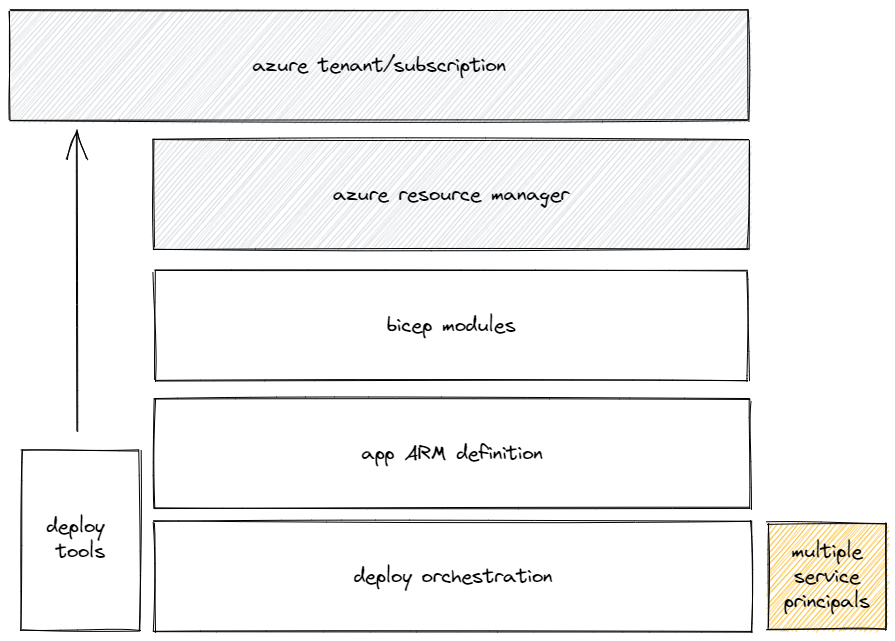 azure tenant/subscription
azure resource manager
bicep modules
app ARM definition
deploy
tools
deploy orchestration
multiple
service
principals